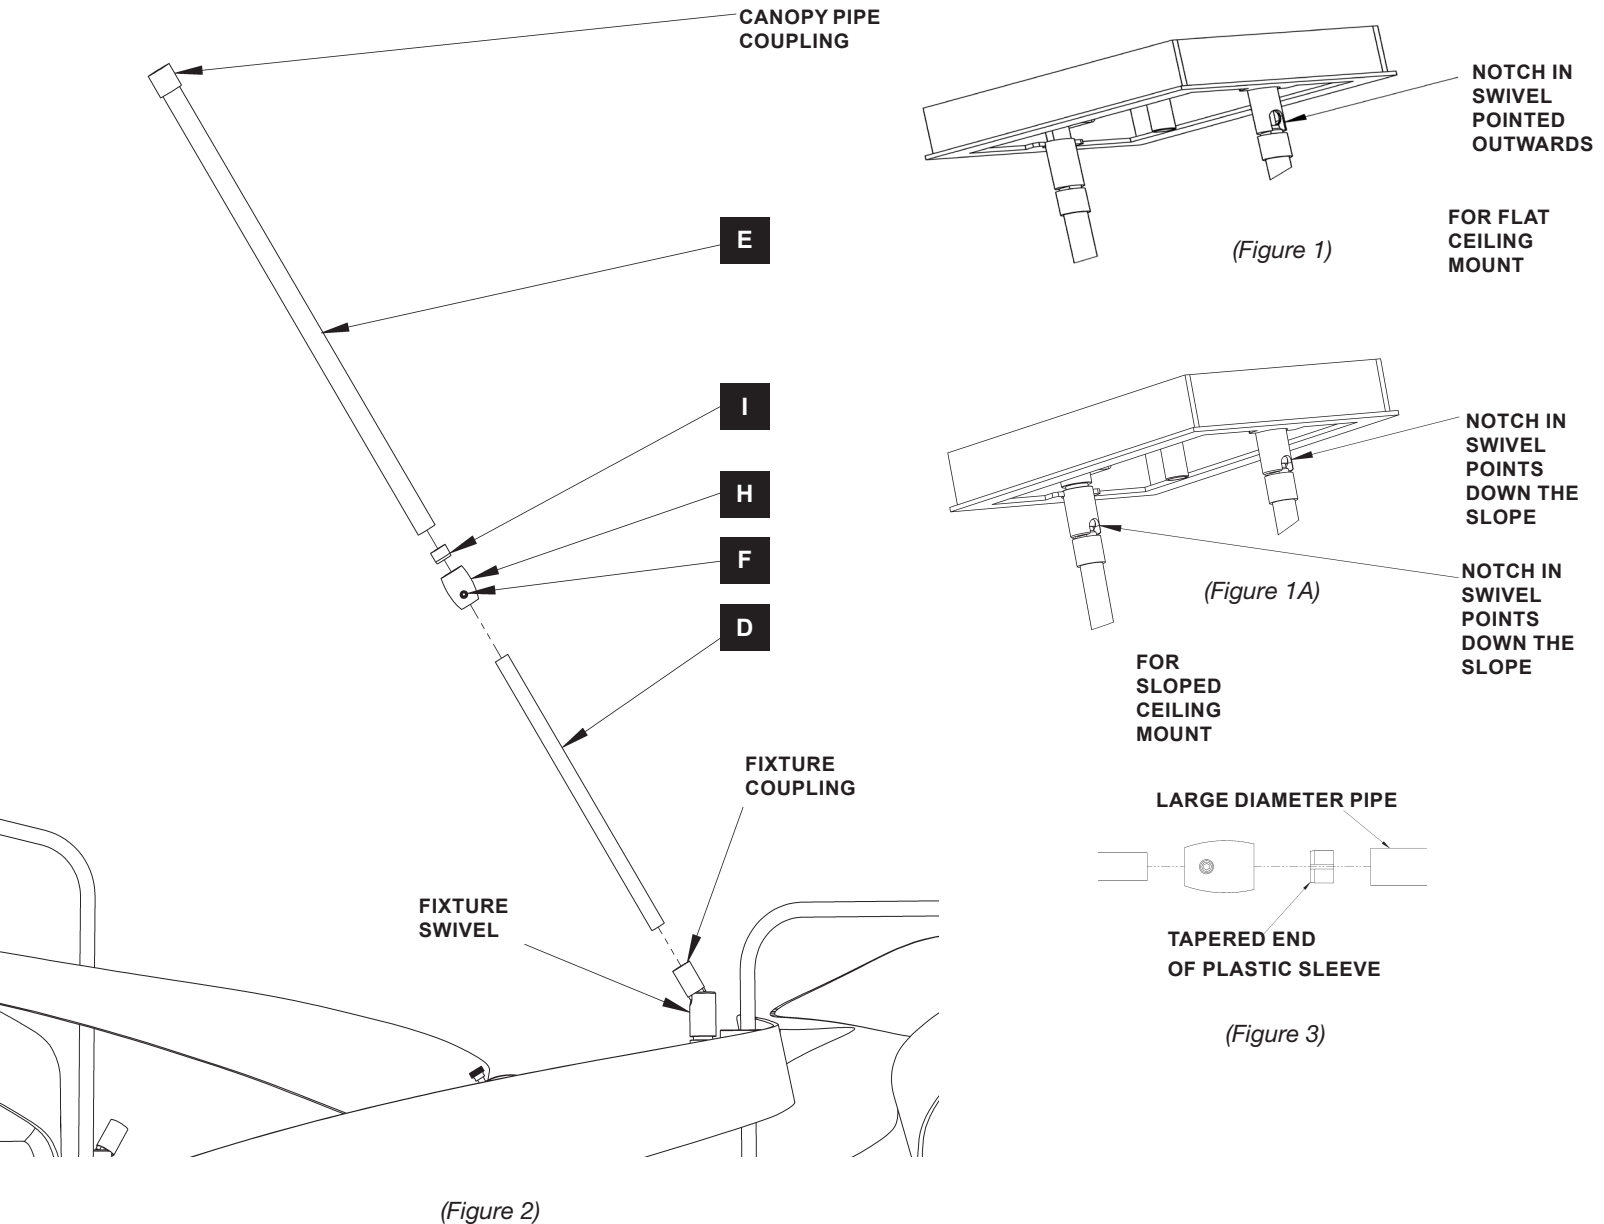 CANOPY PIPE
COUPLING
E
I
H
F
D
FIXTURE
COUPLING
FIXTURE
SWIVEL
(Figure 2)
NOTCH IN
SWIVEL
POINTED
OUTWARDS
(Figure 1)
FOR FLAT
CEILING
MOUNT
NOTCH IN
SWIVEL
POINTS
DOWN THE
SLOPE
NOTCH IN
SWIVEL
POINTS
DOWN THE
SLOPE
(Figure 1A)
FOR
SLOPED
CEILING
MOUNT
LARGE DIAMETER PIPE
TAPERED END
OF PLASTIC SLEEVE
(Figure 3)